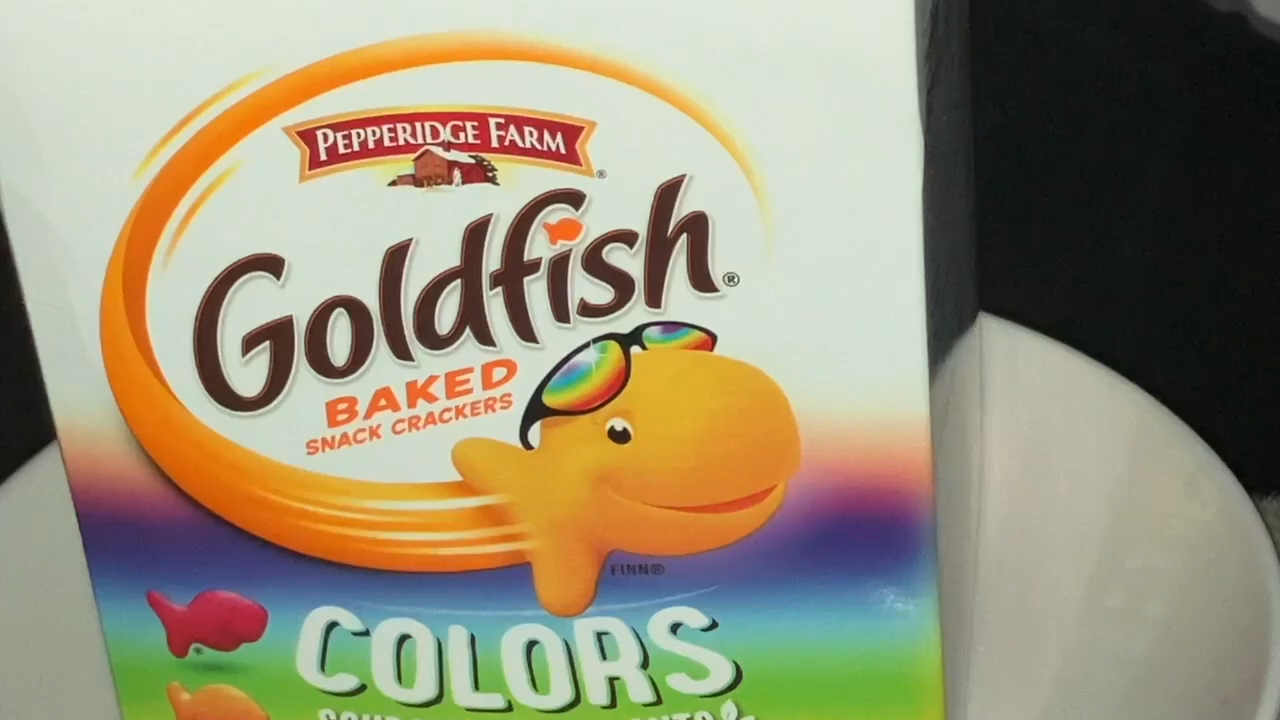 PEPPERIDGE FARM
Goldfish®
BAKED
SNACK CRACKERS
FINN®
COLORS